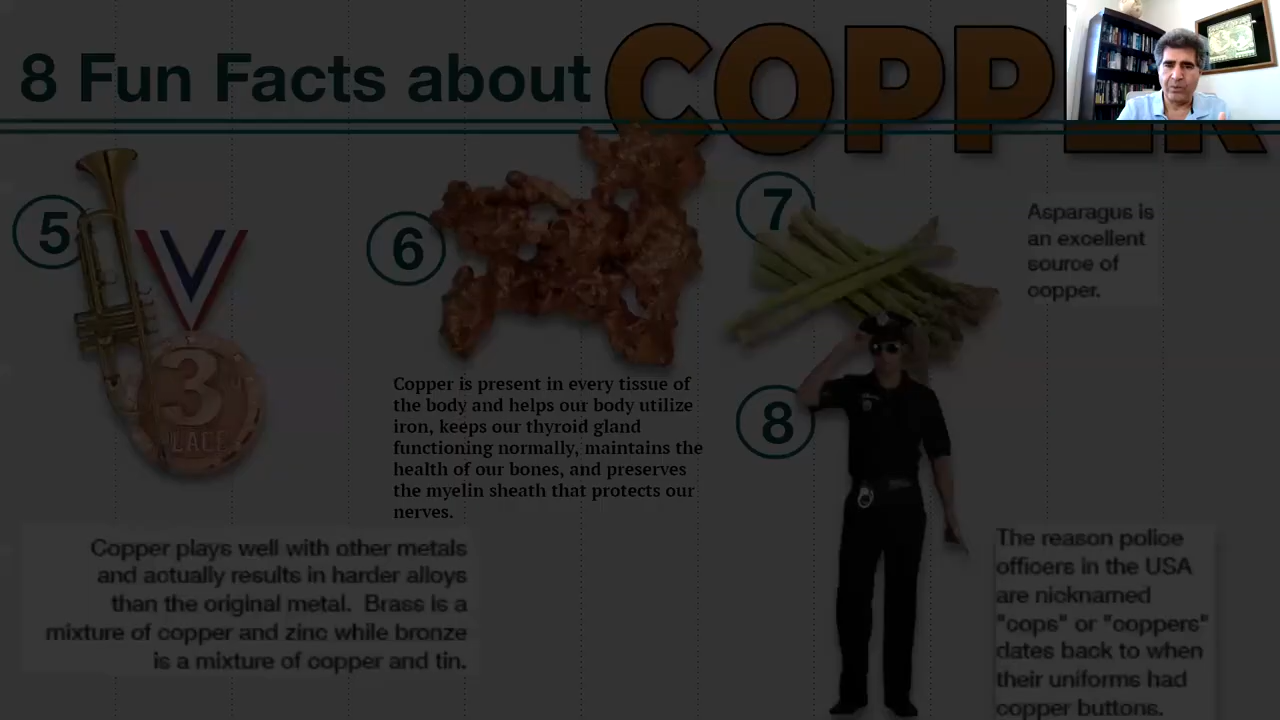 8 Fun Facts about COPPER
5
3
PLACE
Copper plays well with other metals
and actually results in harder alloys
than the original metal. Brass is a
mixture of copper and zinc while bronze
is a mixture of copper and tin.
6
Copper is present in every tissue of
the body and helps our body utilize
iron, keeps our thyroid gland
functioning normally, maintains the
health of our bones, and preserves
the myelin sheath that protects our
nerves.
7
Asparagus is
an excellent
source of
copper.
8
The reason police
officers in the USA
are nicknamed
"cops" or "coppers"
dates back to when
their uniforms had
copper buttons.